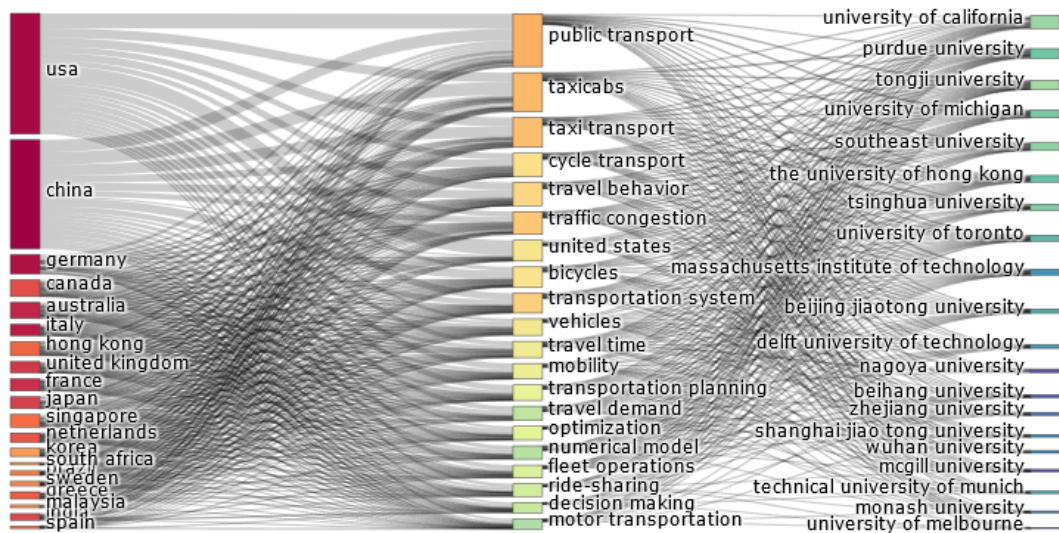 usa
china
germany
canada
australia
italy
hong kong
united kingdom
france
japan
singapore
netherlands
korea
south africa
brazil
sweden
greece
malaysia
india
spain
public transport
taxicabs
taxi transport
cycle transport
travel behavior
traffic congestion
united states
bicycles
transportation system
vehicles
travel time
mobility
transportation planning
travel demand
optimization
numerical model
fleet operations
ride-sharing
decision making
motor transportation
university of california
purdue university
tongji university
university of michigan
southeast university
the university of hong kong
tsinghua university
university of toronto
massachusetts institute of technology
beijing jiaotong university
delft university of technology
nagoya university
beihang university
zhejiang university
shanghai jiao tong university
wuhan university
mcgill university
technical university of munich
monash university
university of melbourne